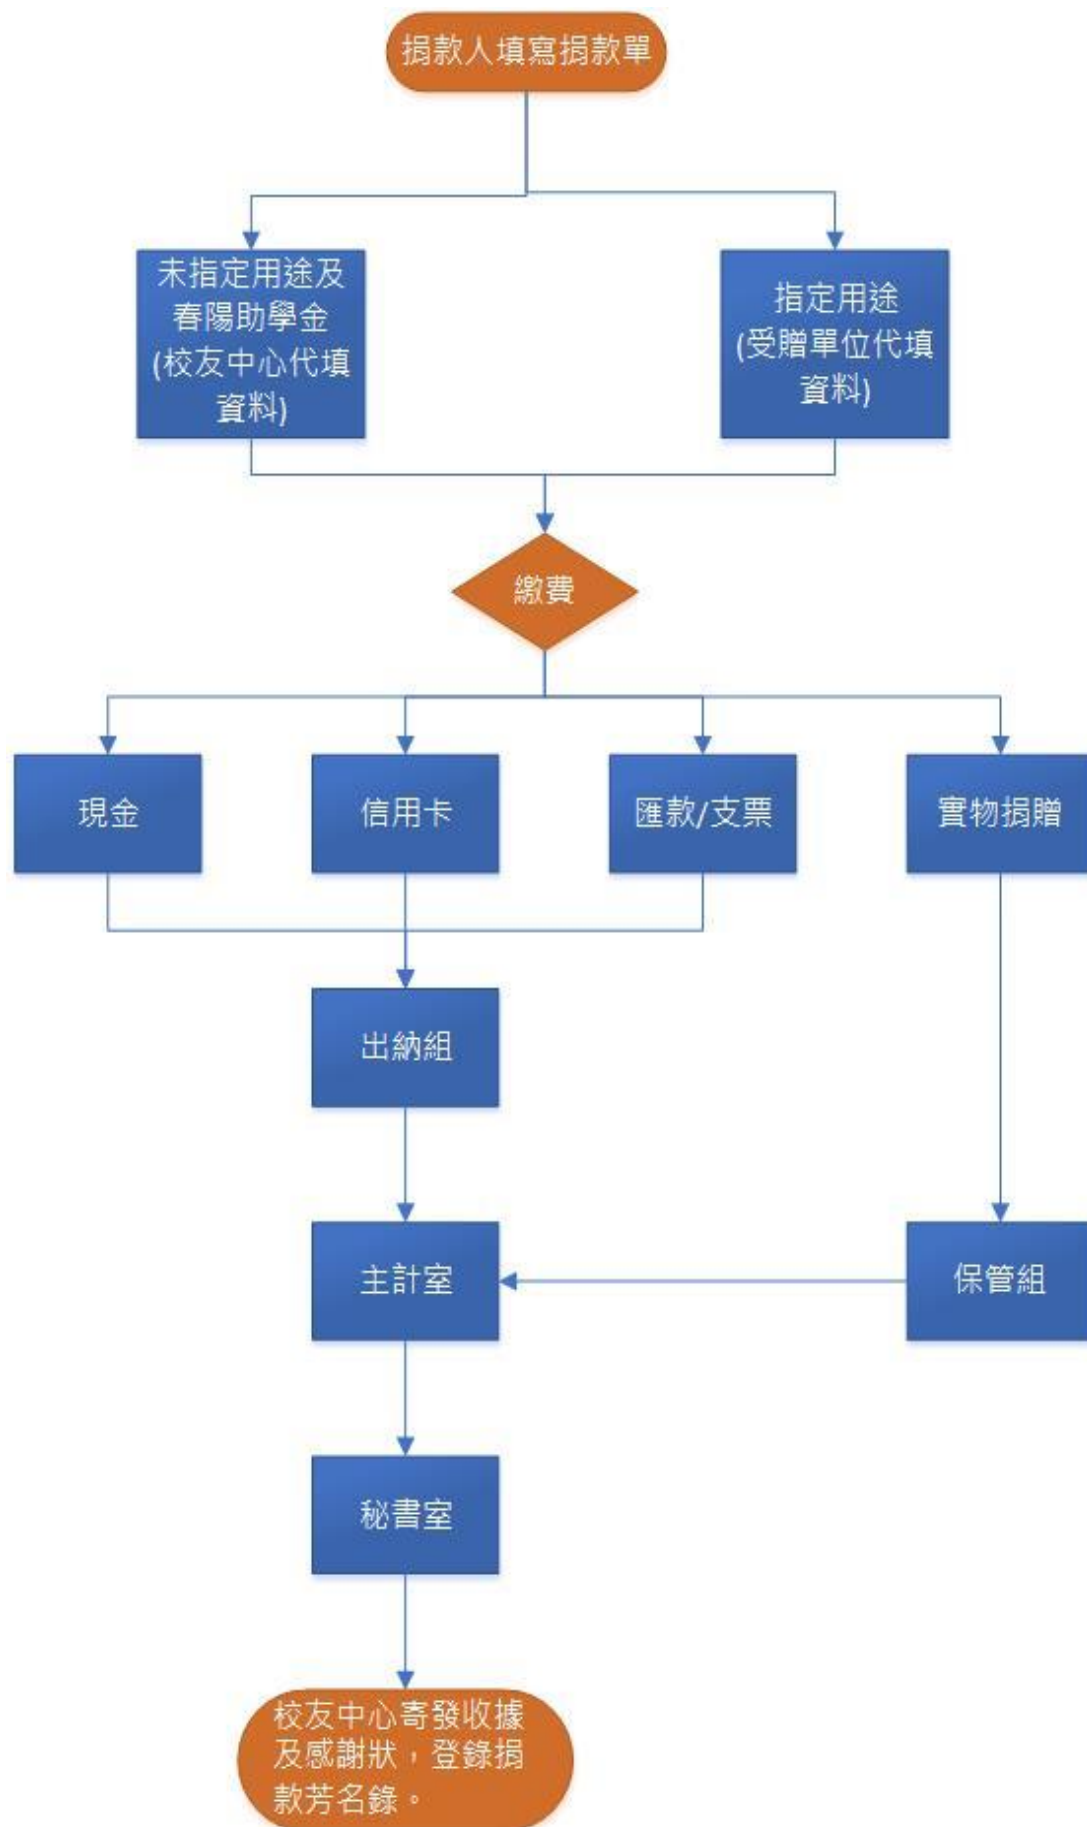 捐款人填寫捐款單
未指定用途及
春陽助學金
(校友中心代填
資料)
指定用途
(受贈單位代填
資料)
繳費
現金
信用卡
匯款/支票
實物捐贈
出納組
主計室
保管組
秘書室
校友中心寄發收據
及感謝狀，登錄捐
款芳名錄。